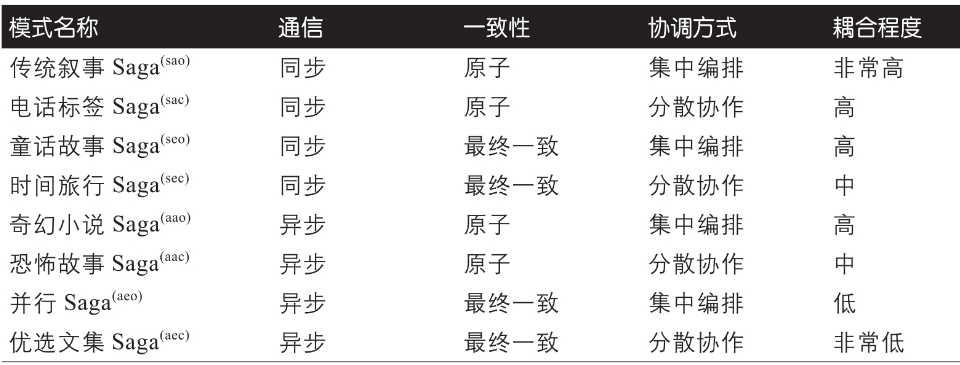 模式名称 通信 一致性 协调方式 耦合程度
传统叙事 Saga(sao) 同步 原子 集中编排 非常高
电话标签 Saga(sac) 同步 原子 分散协作 高
童话故事 Saga(seo) 同步 最终一致 集中编排 高
时间旅行 Saga(sec) 同步 最终一致 分散协作 中
奇幻小说 Saga(aao) 异步 原子 集中编排 高
恐怖故事 Saga(aac) 异步 原子 分散协作 中
并行 Saga(aeo) 异步 最终一致 集中编排 低
优选文集 Saga(aec) 异步 最终一致 分散协作 非常低